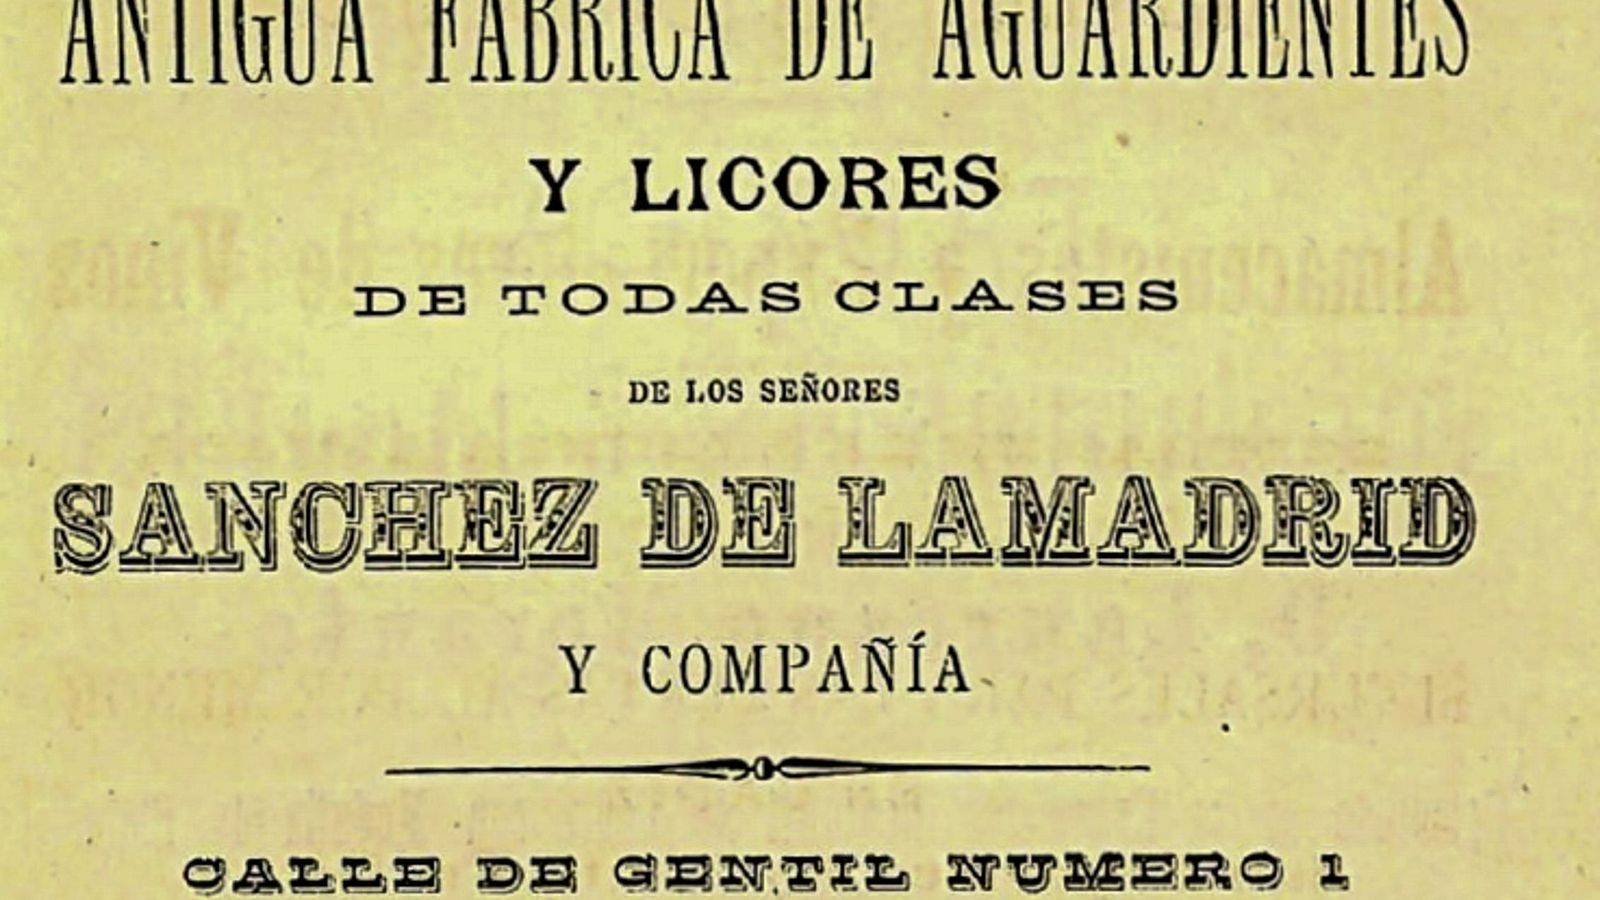 ANTIGUA FABRICA DE AGUARDIENTES
Y LICORES
DE TODAS CLASES
DE LOS SEÑORES
SANCHEZ DE LAMADRID
Y COMPAÑÍA
CALLE DE GENTIL NUMERO 1